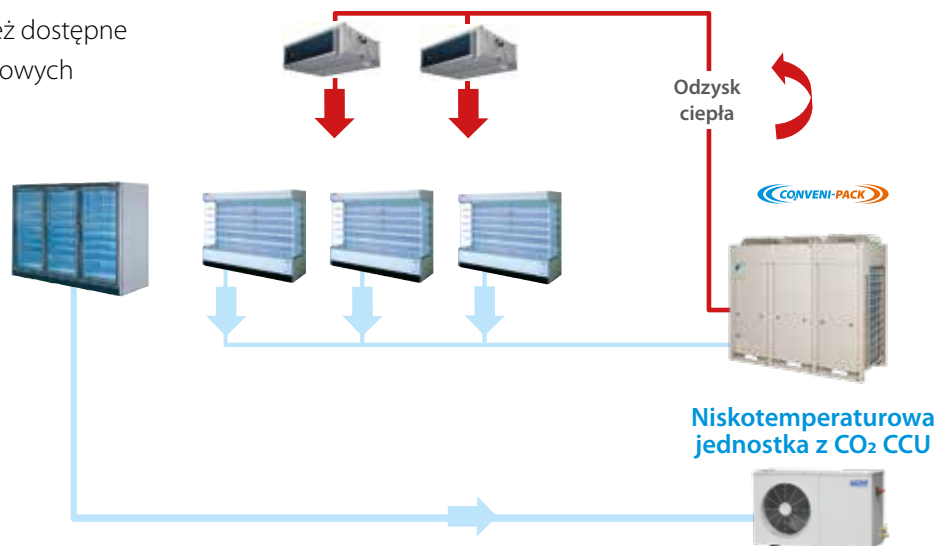 eż dostępne
owych
Odzysk
ciepła
CONVENI-PACK
Niskotemperaturowa
jednostka z CO₂ CCU